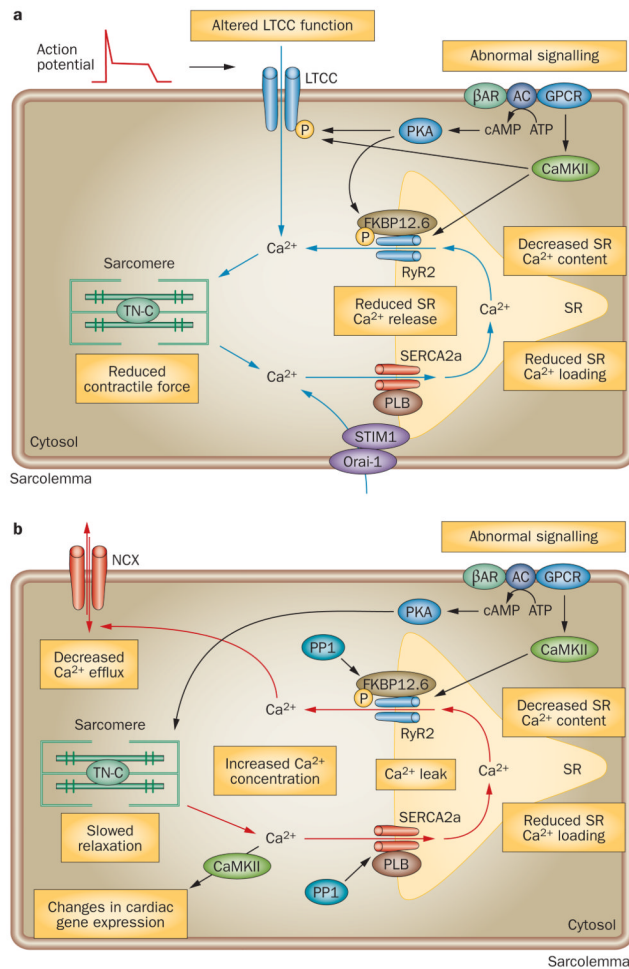 a
Altered LTCC function
Action
potential
LTCC
Abnormal signalling
βAR
AC
GPCR
P
PKA
cAMP
ATP
CaMKII
FKBP12.6
P
RyR2
Ca²⁺
Decreased SR
Ca²⁺ content
Sarcomere
TN-C
Reduced SR
Ca²⁺ release
Ca²⁺
SR
SERCA2a
Reduced
contractile force
Ca²⁺
PLB
Reduced SR
Ca²⁺ loading
STIM1
Orai-1
Cytosol
Sarcolemma
b
NCX
Abnormal signalling
βAR
AC
GPCR
PKA
cAMP
ATP
PP1
CaMKII
Decreased
Ca²⁺ efflux
FKBP12.6
P
RyR2
Ca²⁺
Decreased SR
Ca²⁺ content
Sarcomere
TN-C
Increased Ca²⁺
concentration
Ca²⁺ leak
Ca²⁺
SR
SERCA2a
Slowed
relaxation
Ca²⁺
PLB
Reduced SR
Ca²⁺ loading
CaMKII
PP1
Changes in cardiac
gene expression
Cytosol
Sarcolemma